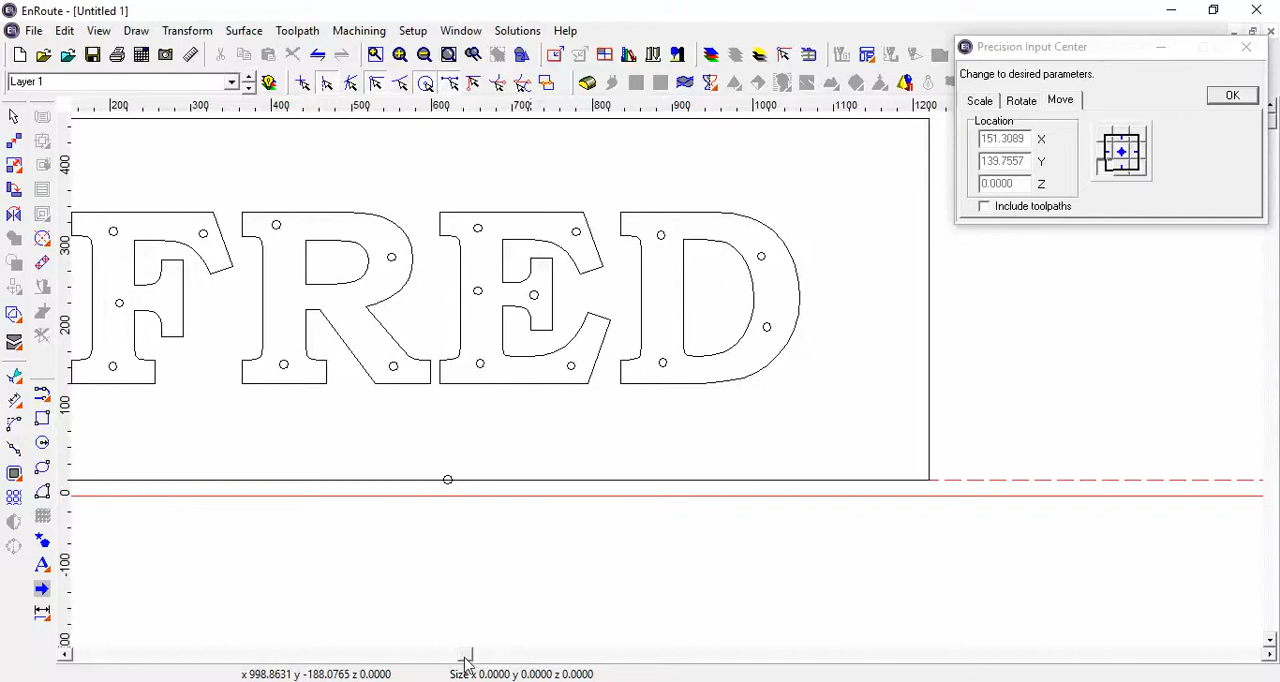 EnRoute - [Untitled 1]
File Edit View Draw Transform Surface Toolpath Machining Setup Window Solutions Help
Precision Input Center
Change to desired parameters.
Layer 1
OK
Scale Rotate Move
200 300 400 500 600 700 800 900 1000 1100 1200
Location
151.3089 X
139.7557 Y
0.0000 Z
Include toolpaths
400
300
200
100
0
-100
FRED
x 998.8631 y -188.0765 z 0.0000
Size x 0.0000 y 0.0000 z 0.0000